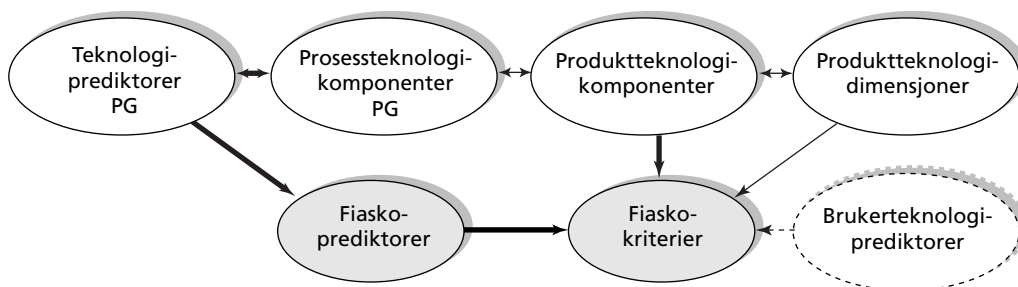 Teknologi-
prediktorer
PG
Prosessteknologi-
komponenter
PG
Produktteknologi-
komponenter
Produktteknologi-
dimensjoner
Fiasko-
prediktorer
Fiasko-
kriterier
Brukerteknologi-
prediktorer